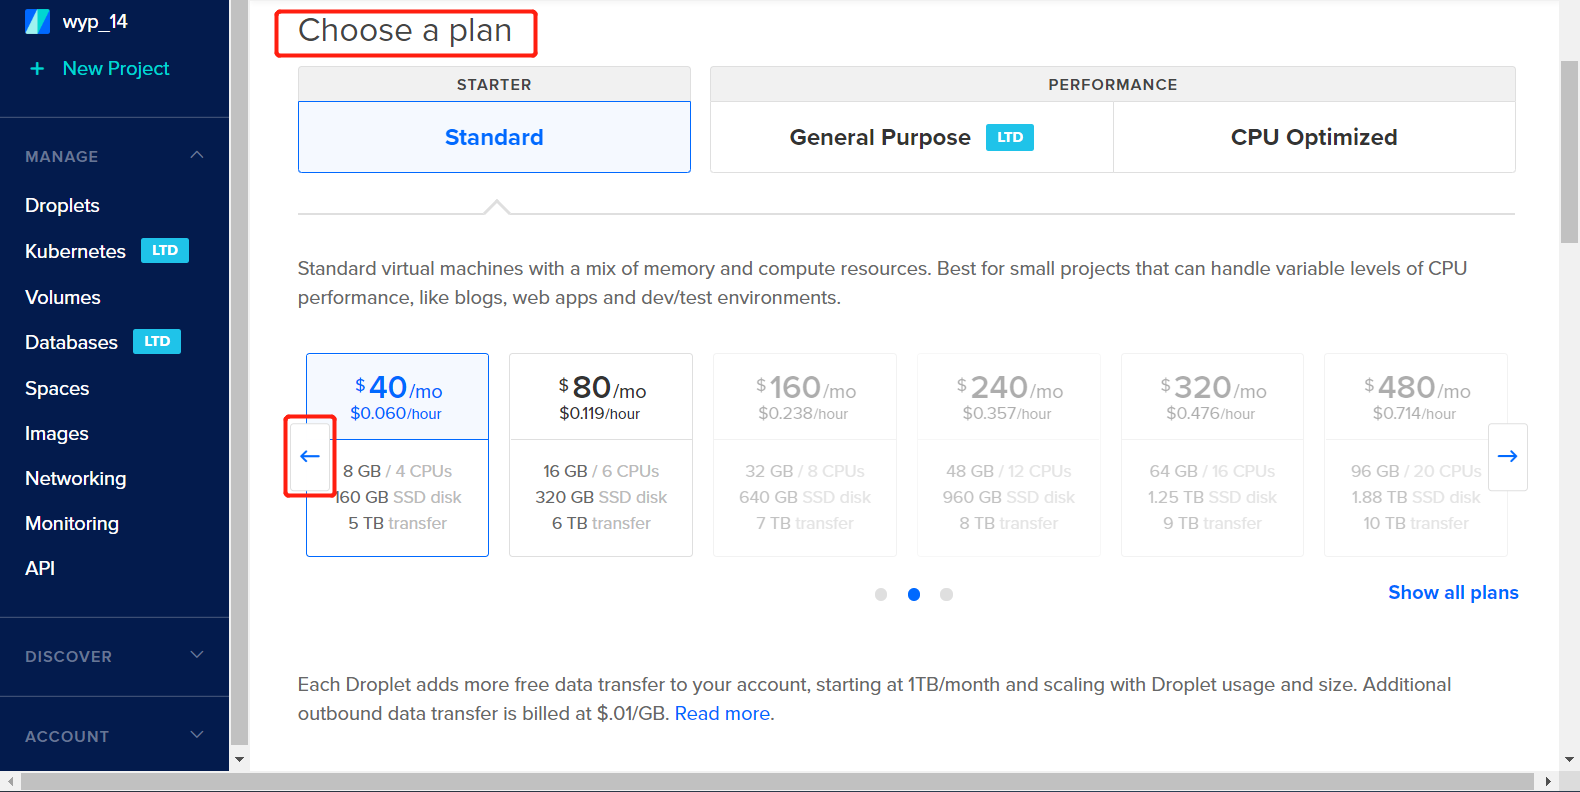 wyp_14
+ New Project
MANAGE
Droplets
Kubernetes LTD
Volumes
Databases LTD
Spaces
Images
Networking
Monitoring
API
DISCOVER
ACCOUNT
Choose a plan
STARTER
Standard
PERFORMANCE
General Purpose LTD
CPU Optimized
Standard virtual machines with a mix of memory and compute resources. Best for small projects that can handle variable levels of CPU
performance, like blogs, web apps and dev/test environments.
$40/mo
$0.060/hour
8 GB / 4 CPUs
160 GB SSD disk
5 TB transfer
$80/mo
$0.119/hour
16 GB / 6 CPUs
320 GB SSD disk
6 TB transfer
$160/mo
$0.238/hour
32 GB / 8 CPUs
640 GB SSD disk
7 TB transfer
$240/mo
$0.357/hour
48 GB / 12 CPUs
960 GB SSD disk
8 TB transfer
$320/mo
$0.476/hour
64 GB / 16 CPUs
1.25 TB SSD disk
9 TB transfer
$480/mo
$0.714/hour
96 GB / 20 CPUs
1.88 TB SSD disk
10 TB transfer
Show all plans
Each Droplet adds more free data transfer to your account, starting at 1TB/month and scaling with Droplet usage and size. Additional
outbound data transfer is billed at $.01/GB. Read more.